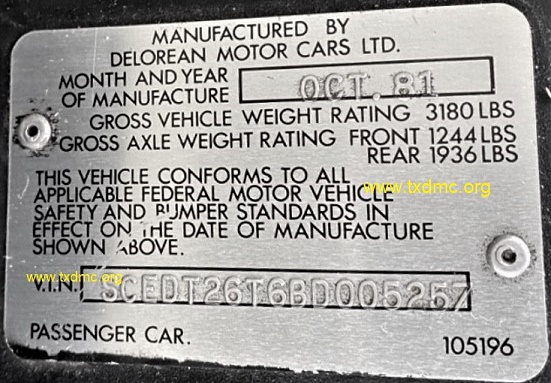 MANUFACTURED BY
DELOREAN MOTOR CARS LTD.
MONTH AND YEAR
OF MANUFACTURE OCT. 81
GROSS VEHICLE WEIGHT RATING 3180 LBS
GROSS AXLE WEIGHT RATING FRONT 1244 LBS
REAR 1936 LBS
THIS VEHICLE CONFORMS TO ALL
APPLICABLE FEDERAL MOTOR VEHICLE
www.txdmc.org
SAFETY AND BUMPER STANDARDS IN
EFFECT ON THE DATE OF MANUFACTURE
SHOWN ABOVE.
www.txdmc.org
V.I.N. SCEDT26T6BD005257
PASSENGER CAR. 105196